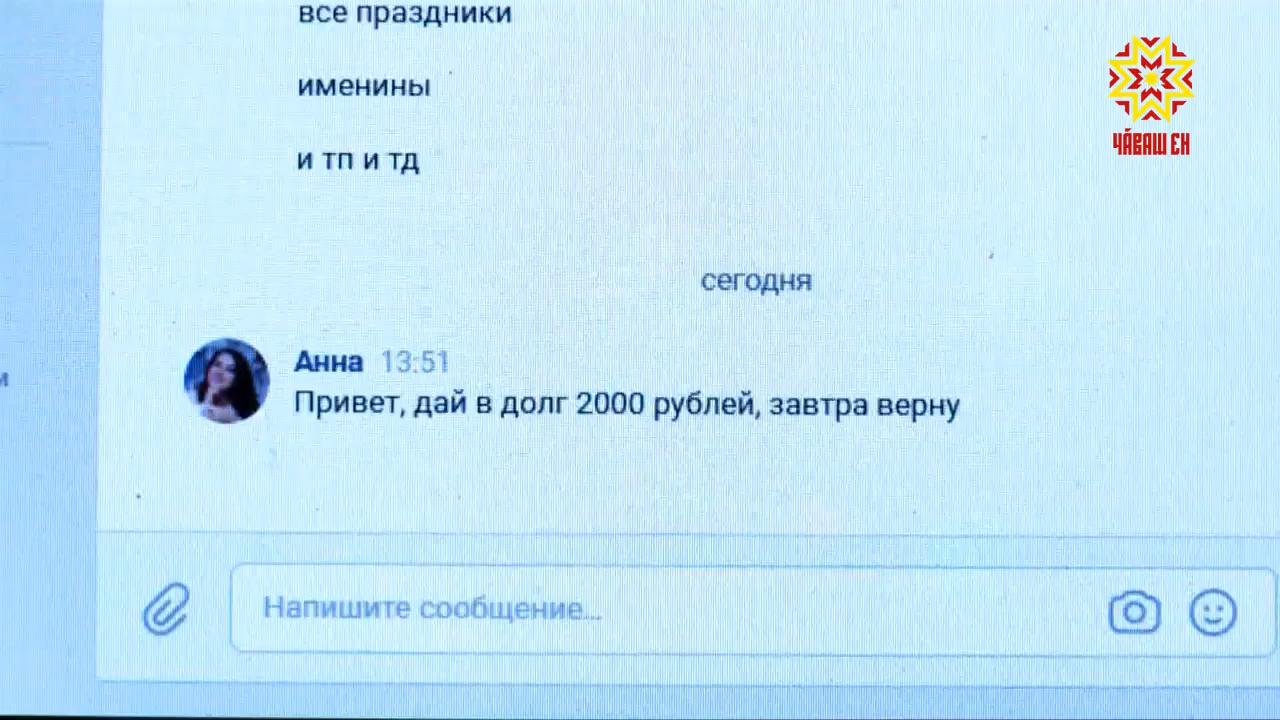 все праздники
именины
и тп и тд
ЧӐВАШ ЕН
сегодня
Анна 13:51
Привет, дай в долг 2000 рублей, завтра верну
Напишите сообщение...